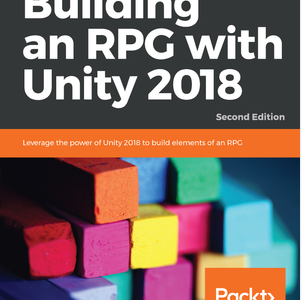 Building
an RPG with
Unity 2018
Second Edition
Leverage the power of Unity 2018 to build elements of an RPG
Packt>